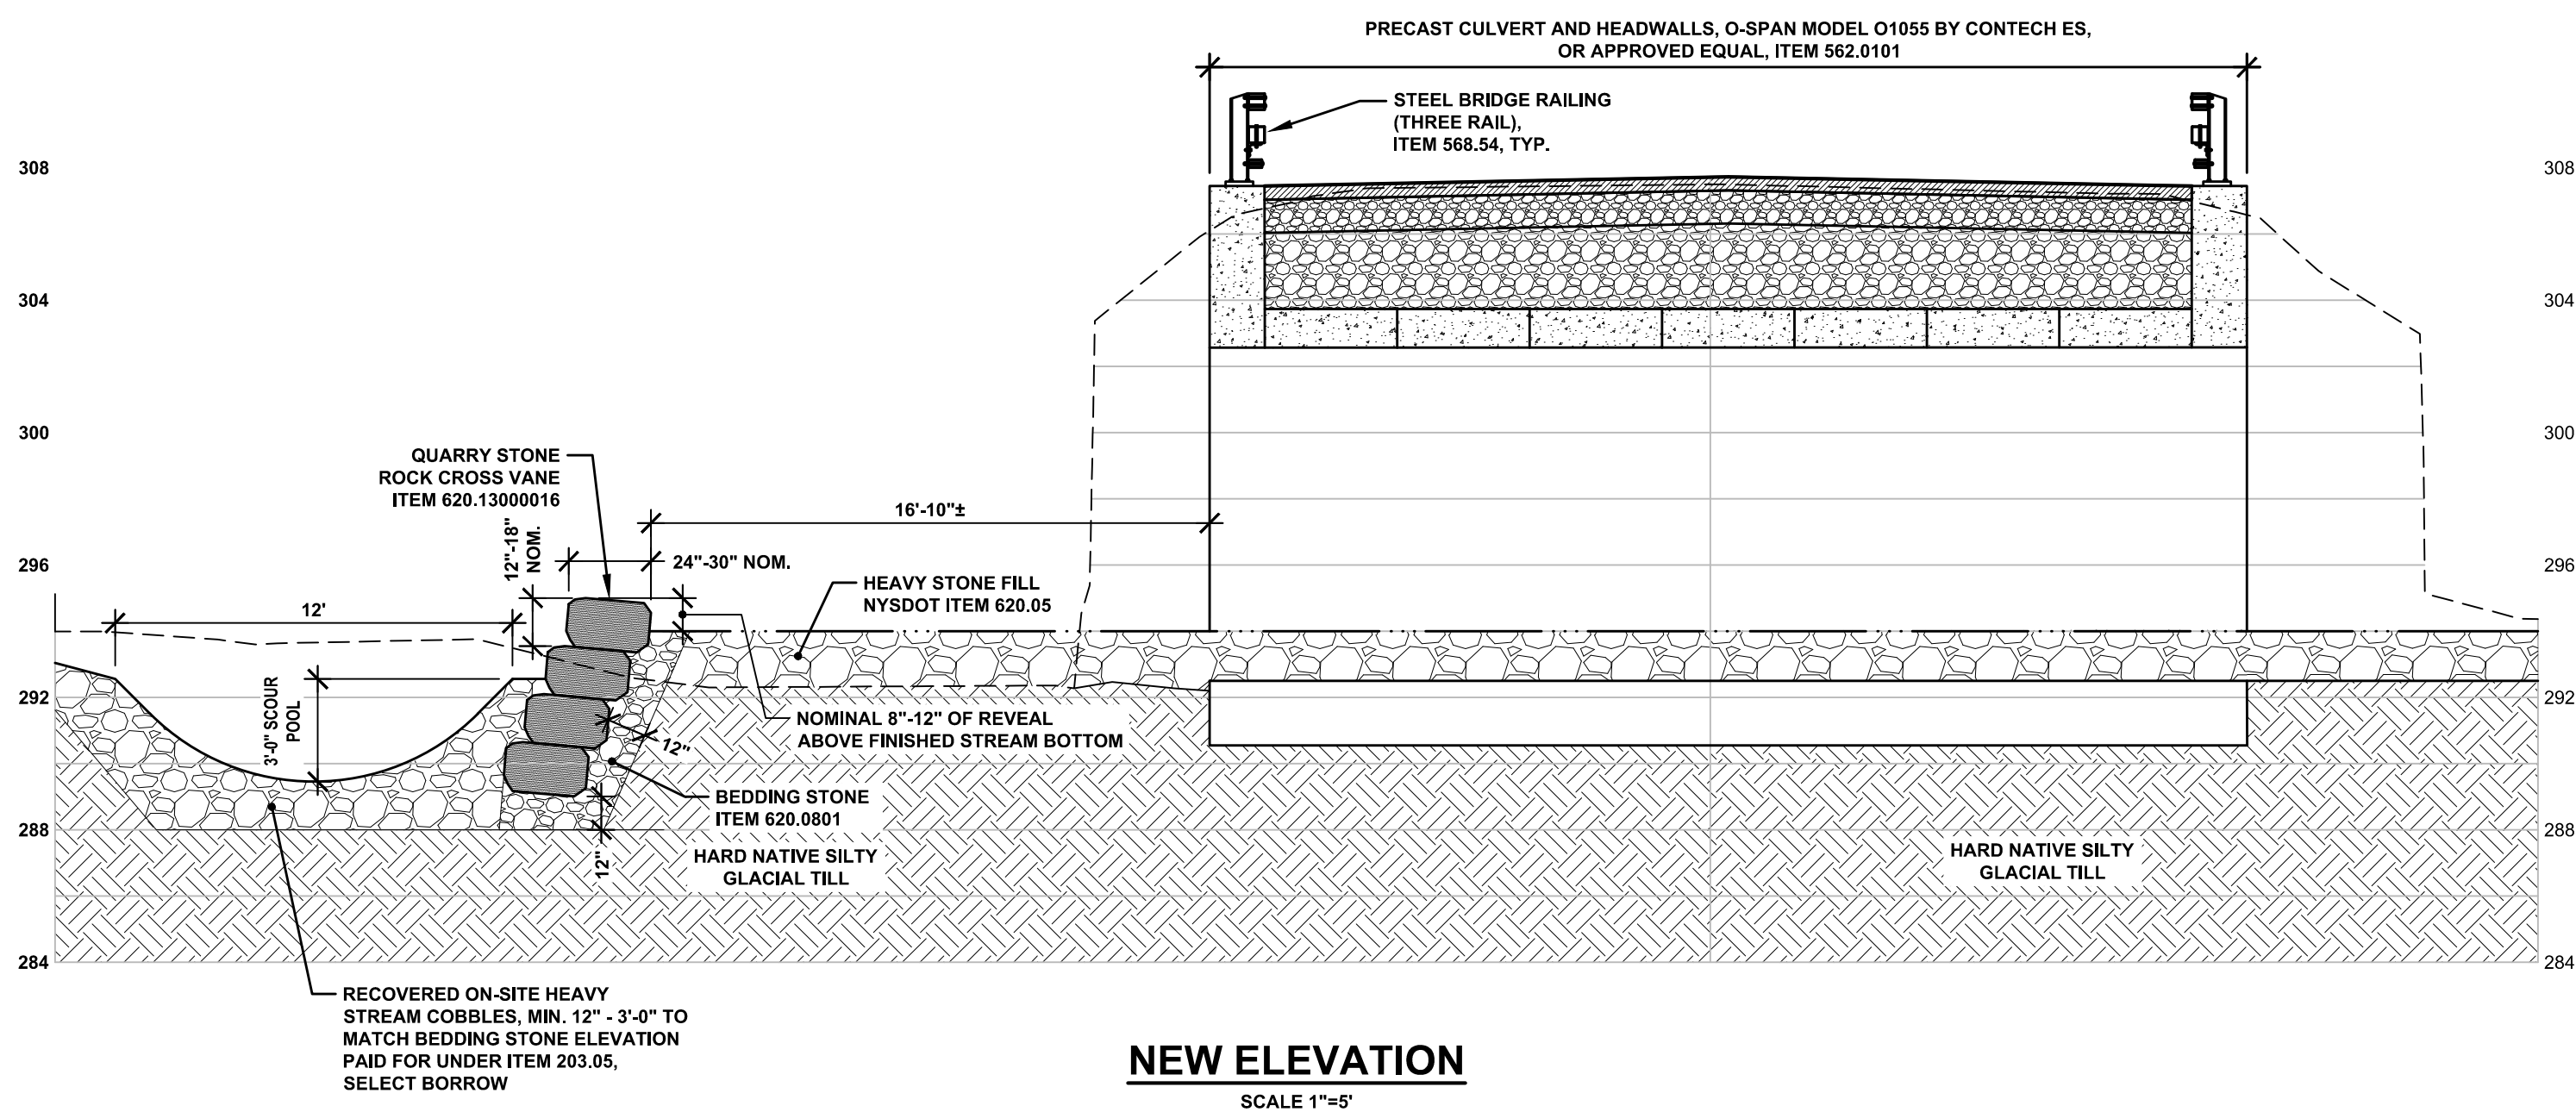 PRECAST CULVERT AND HEADWALLS, O-SPAN MODEL O1055 BY CONTECH ES,
OR APPROVED EQUAL, ITEM 562.0101
STEEL BRIDGE RAILING
(THREE RAIL),
ITEM 568.54, TYP.
308
308
304
304
300
300
QUARRY STONE
ROCK CROSS VANE
ITEM 620.13000016
12"-18"
NOM.
16'-10"±
24"-30" NOM.
296
296
HEAVY STONE FILL
NYSDOT ITEM 620.05
12'
3'-0" SCOUR
POOL
292
292
NOMINAL 8"-12" OF REVEAL
ABOVE FINISHED STREAM BOTTOM
12"
BEDDING STONE
ITEM 620.0801
288
288
12"
HARD NATIVE SILTY
GLACIAL TILL
HARD NATIVE SILTY
GLACIAL TILL
284
284
RECOVERED ON-SITE HEAVY
STREAM COBBLES, MIN. 12" - 3'-0" TO
MATCH BEDDING STONE ELEVATION
PAID FOR UNDER ITEM 203.05,
SELECT BORROW
NEW ELEVATION
SCALE 1"=5'